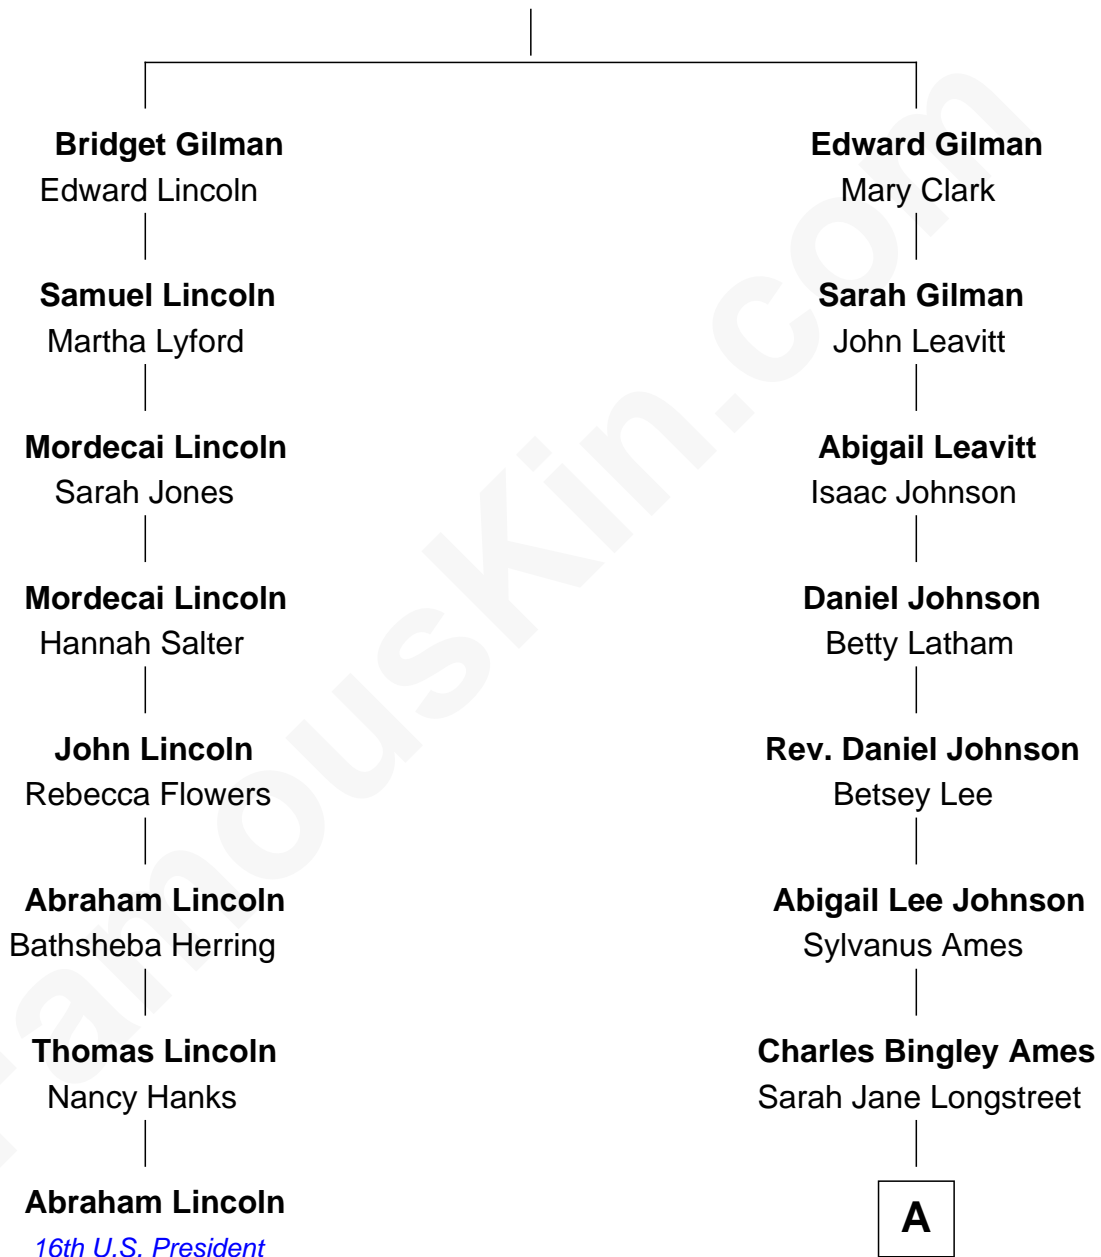 Bridget Gilman
Edward Lincoln
Samuel Lincoln
Martha Lyford
Mordecai Lincoln
Sarah Jones
Mordecai Lincoln
Hannah Salter
John Lincoln
Rebecca Flowers
Abraham Lincoln
Bathsheba Herring
Thomas Lincoln
Nancy Hanks
Abraham Lincoln
16th U.S. President
Edward Gilman
Mary Clark
Sarah Gilman
John Leavitt
Abigail Leavitt
Isaac Johnson
Daniel Johnson
Betty Latham
Rev. Daniel Johnson
Betsey Lee
Abigail Lee Johnson
Sylvanus Ames
Charles Bingley Ames
Sarah Jane Longstreet
A
FamousKin.com